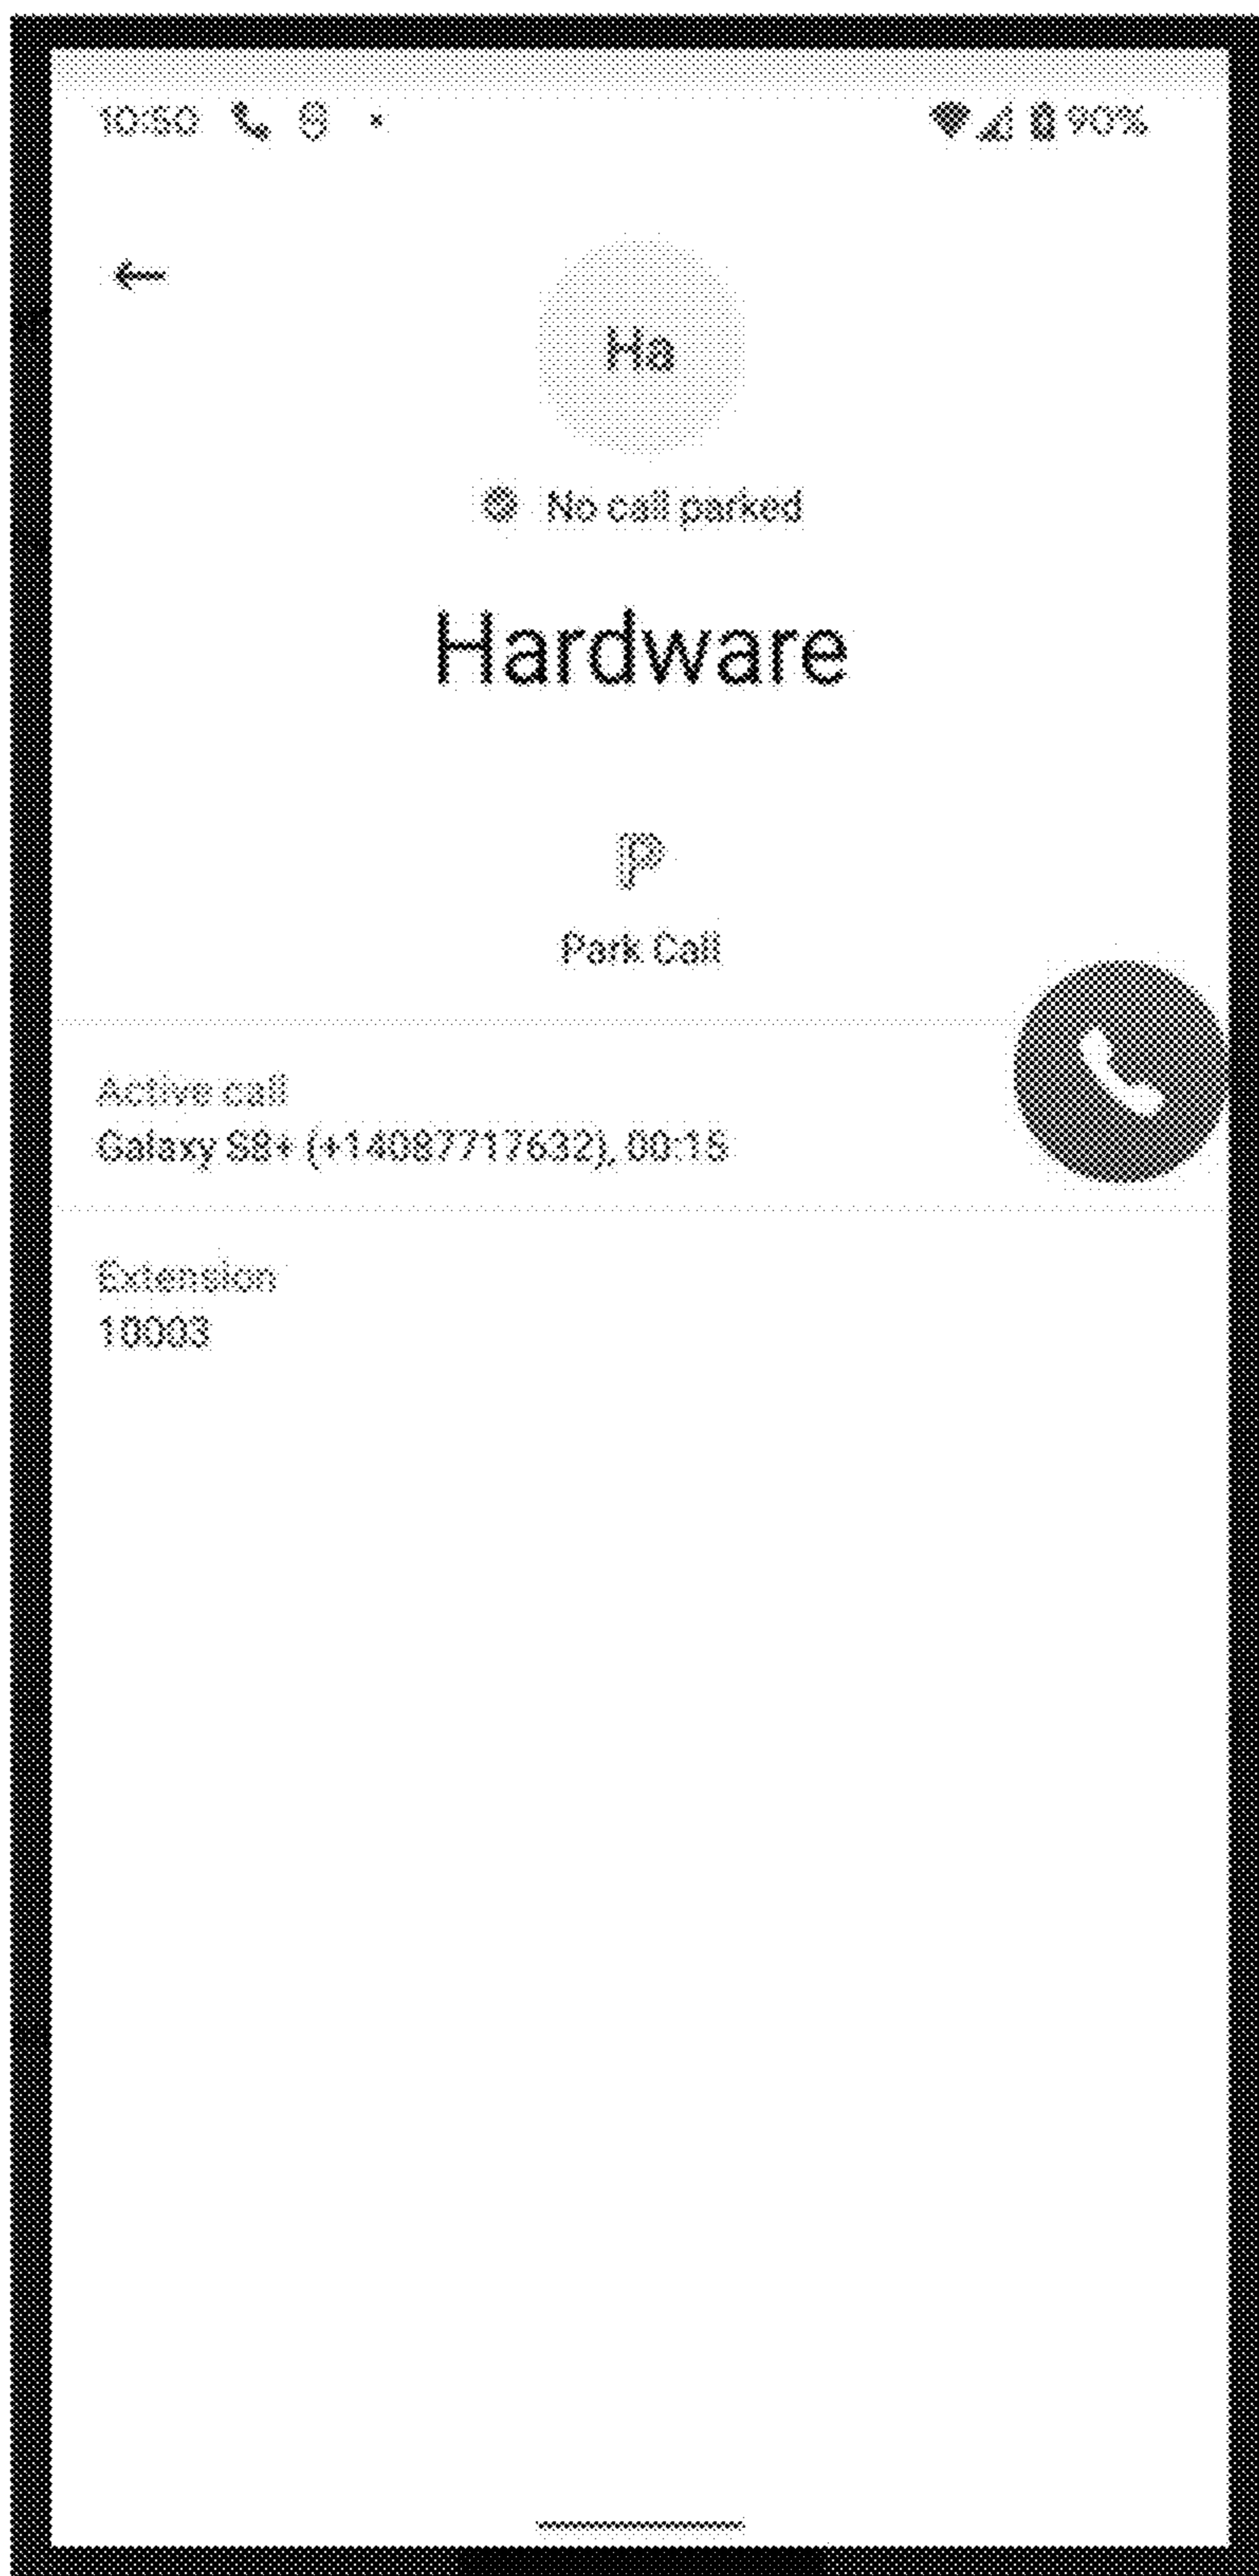 10:50 90%
Ha
No call parked
Hardware
P
Park Call
Active call
Galaxy S8+ (+14087717632), 00:15
Extension
10003